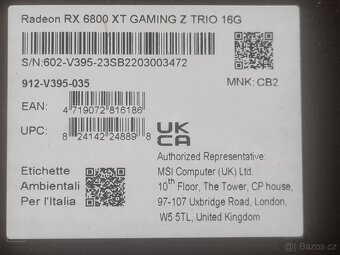 Radeon RX 6800 XT GAMING Z TRIO 16G
S/N:602-V395-23SB2203003472
912-V395-035
MNK: CB2
EAN:
4 719072 816186
UPC:
8 24142 24889 8
UK
CA
Etichette
Ambientali
Per l'Italia
Authorized Representative:
MSI Computer (UK) Ltd.
10th Floor, The Tower, CP house,
97-107 Uxbridge Road, London,
W5 5TL, United Kingdom
Bazos.cz